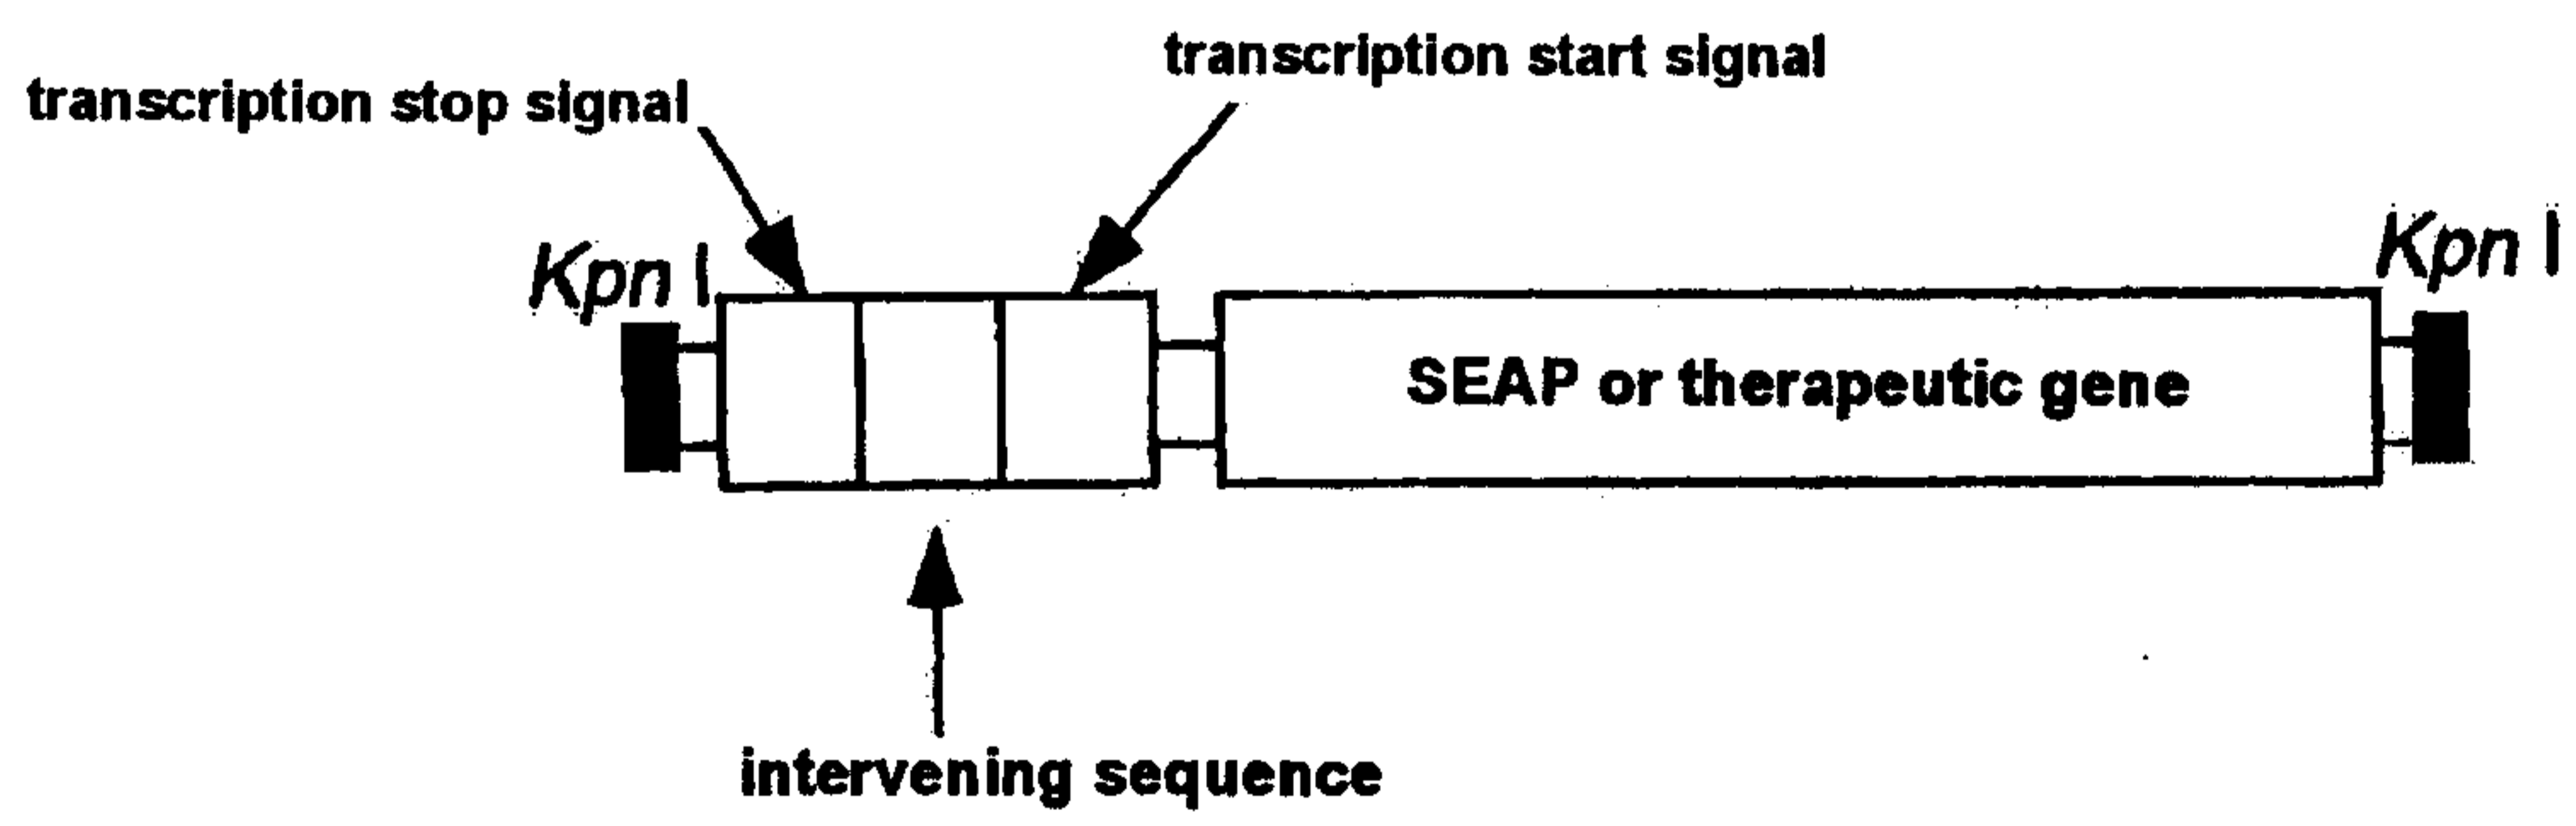 transcription start signal
transcription stop signal
Kpn I
Kpn I
SEAP or therapeutic gene
intervening sequence